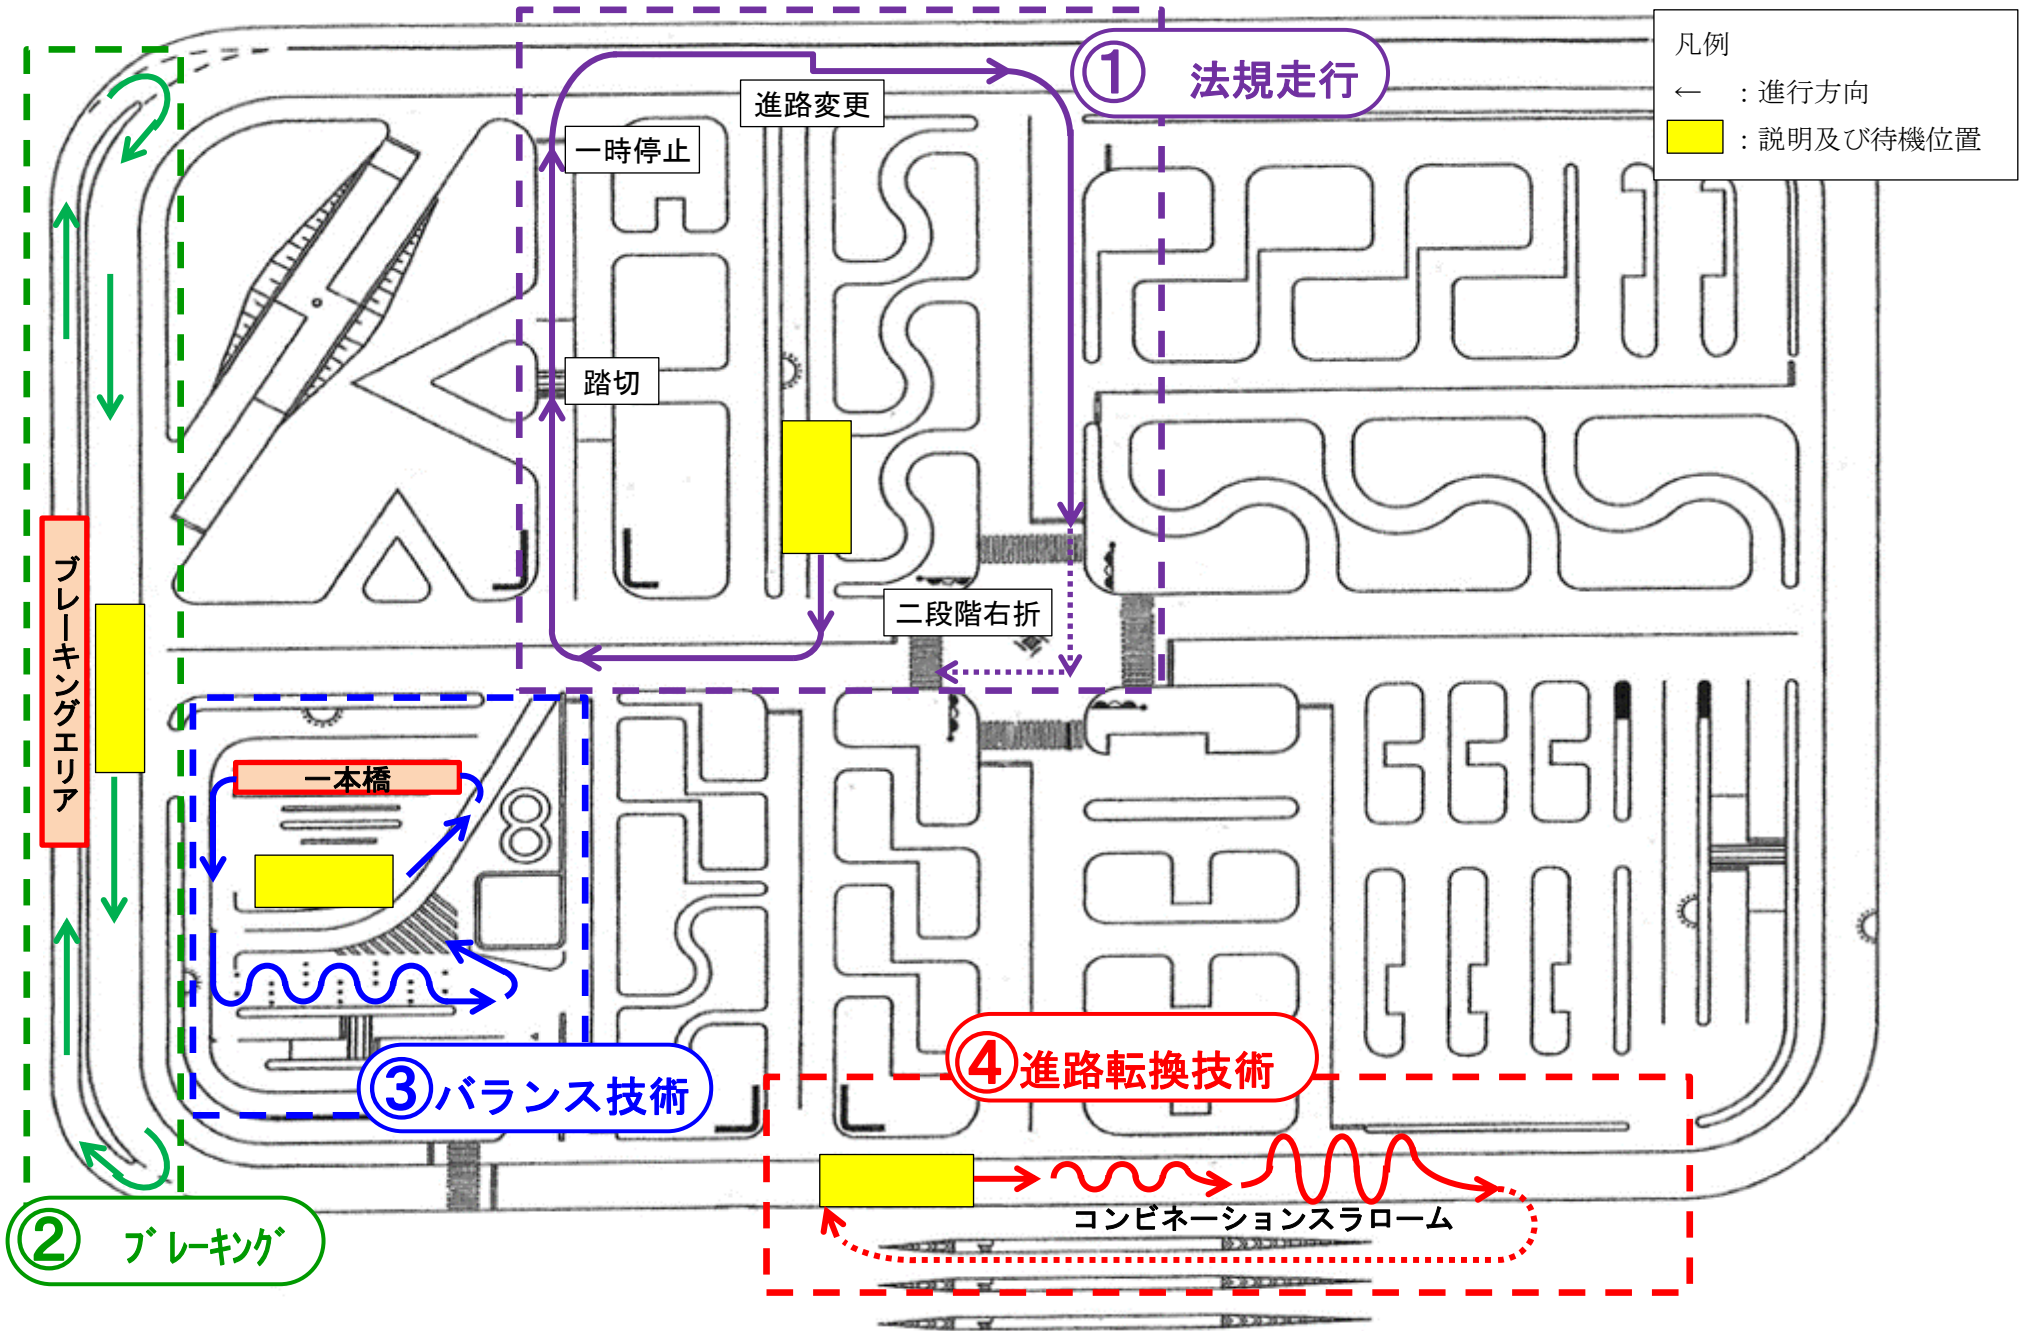 凡例
← ：進行方向
：説明及び待機位置
① 法規走行
進路変更
一時停止
踏切
二段階右折
ブレーキングエリア
一本橋
③バランス技術
④進路転換技術
コンビネーションスラローム
② ブレーキング